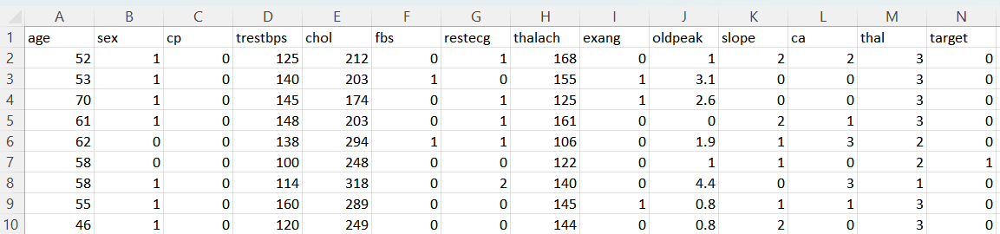 A B C D E F G H I J K L M N
1 age sex cp trestbps chol fbs restecg thalach exang oldpeak slope ca thal target
2 52 1 0 125 212 0 1 168 0 1 2 2 3 0
3 53 1 0 140 203 1 0 155 1 3.1 0 0 3 0
4 70 1 0 145 174 0 1 125 1 2.6 0 0 3 0
5 61 1 0 148 203 0 1 161 0 0 2 1 3 0
6 62 0 0 138 294 1 1 106 0 1.9 1 3 2 0
7 58 0 0 100 248 0 0 122 0 1 1 0 2 1
8 58 1 0 114 318 0 2 140 0 4.4 0 3 1 0
9 55 1 0 160 289 0 0 145 1 0.8 1 1 3 0
10 46 1 0 120 249 0 0 144 0 0.8 2 0 3 0